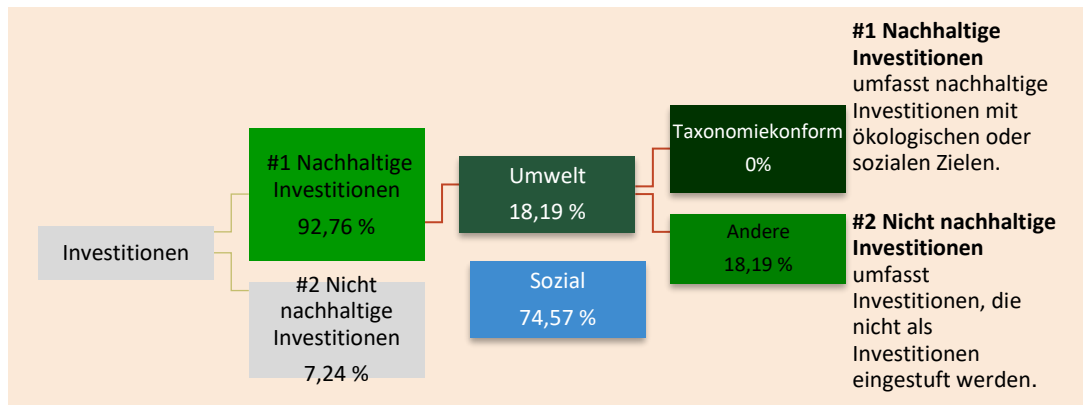 Investitionen
#1 Nachhaltige
Investitionen
92,76 %
#2 Nicht
nachhaltige
Investitionen
7,24 %
Umwelt
18,19 %
Sozial
74,57 %
Taxonomiekonform
0%
Andere
18,19 %
#1 Nachhaltige
Investitionen
umfasst nachhaltige
Investitionen mit
ökologischen oder
sozialen Zielen.
#2 Nicht nachhaltige
Investitionen
umfasst
Investitionen, die
nicht als
Investitionen
eingestuft werden.